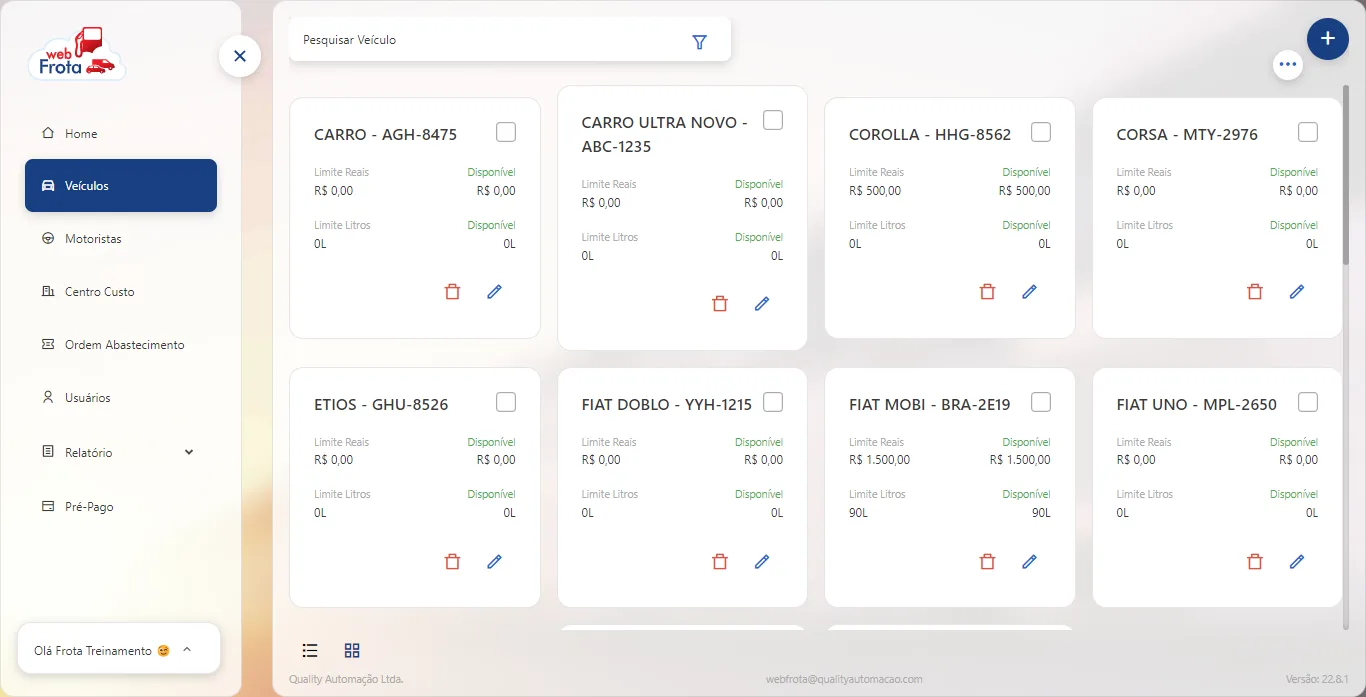 web
Frota
Home
Veículos
Motoristas
Centro Custo
Ordem Abastecimento
Usuários
Relatório
Pré-Pago
Olá Frota Treinamento 😉
Pesquisar Veículo
CARRO - AGH-8475
Limite Reais Disponível
R$ 0,00 R$ 0,00
Limite Litros Disponível
0L 0L
CARRO ULTRA NOVO -
ABC-1235
Limite Reais Disponível
R$ 0,00 R$ 0,00
Limite Litros Disponível
0L 0L
COROLLA - HHG-8562
Limite Reais Disponível
R$ 500,00 R$ 500,00
Limite Litros Disponível
0L 0L
CORSA - MTY-2976
Limite Reais Disponível
R$ 0,00 R$ 0,00
Limite Litros Disponível
0L 0L
ETIOS - GHU-8526
Limite Reais Disponível
R$ 0,00 R$ 0,00
Limite Litros Disponível
0L 0L
FIAT DOBLO - YYH-1215
Limite Reais Disponível
R$ 0,00 R$ 0,00
Limite Litros Disponível
0L 0L
FIAT MOBI - BRA-2E19
Limite Reais Disponível
R$ 1.500,00 R$ 1.500,00
Limite Litros Disponível
90L 90L
FIAT UNO - MPL-2650
Limite Reais Disponível
R$ 0,00 R$ 0,00
Limite Litros Disponível
0L 0L
Quality Automação Ltda. webfrota@qualityautomacao.com Versão: 22.8.1